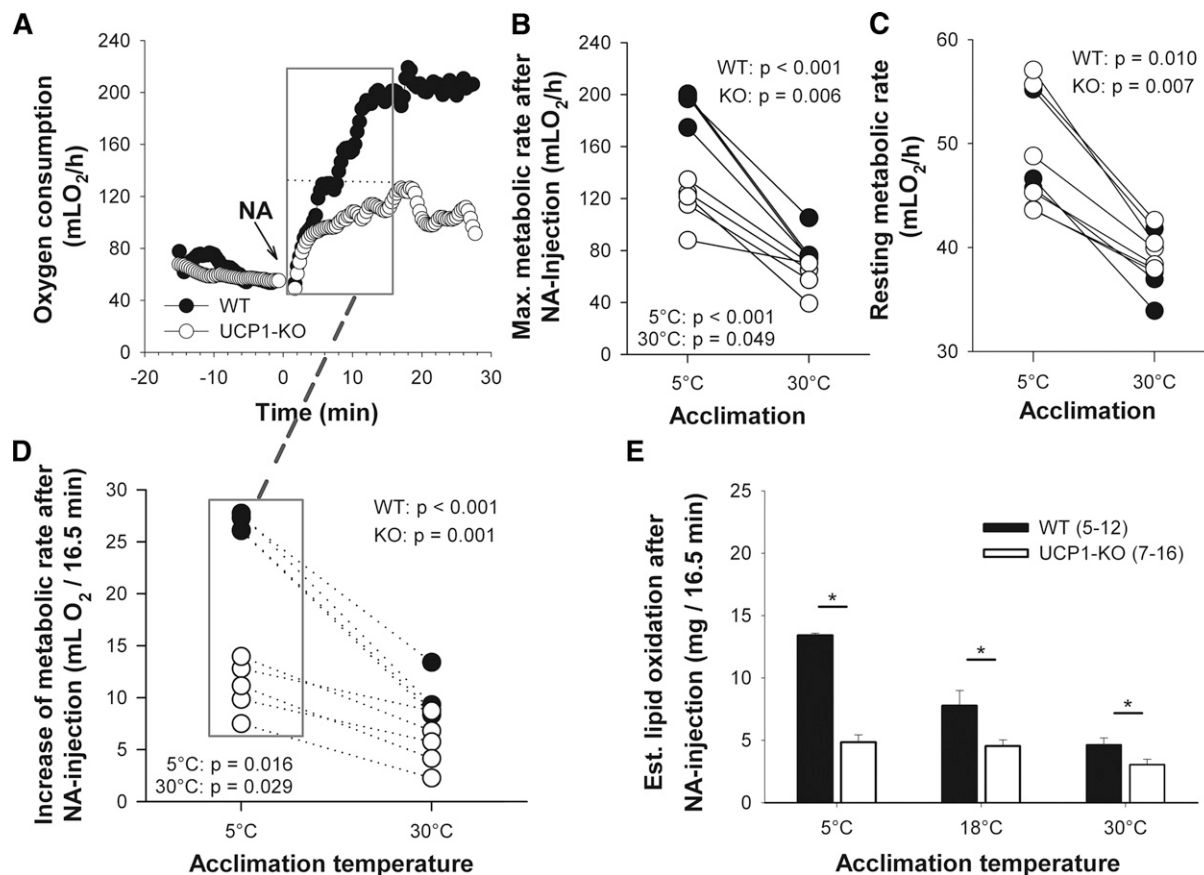 A
Oxygen consumption
(mLO2/h)
240
200
160
120
80
40
0
NA
WT
UCP1-KO
-20
-10
0
10
20
30
Time (min)
B
Max. metabolic rate after
NA-Injection (mLO2/h)
240
200
160
120
80
40
0
WT: p < 0.001
KO: p = 0.006
5°C: p < 0.001
30°C: p = 0.049
5°C
30°C
Acclimation
C
Resting metabolic rate
(mLO2/h)
60
50
40
30
WT: p = 0.010
KO: p = 0.007
5°C
30°C
Acclimation
D
Increase of metabolic rate after
NA-injection (mL O2 / 16.5 min)
30
25
20
15
10
5
0
WT: p < 0.001
KO: p = 0.001
5°C: p = 0.016
30°C: p = 0.029
5°C
30°C
Acclimation temperature
E
Est. lipid oxidation after
NA-injection (mg / 16.5 min)
25
20
15
10
5
0
WT (5-12)
UCP1-KO (7-16)
*
*
*
5°C
18°C
30°C
Acclimation temperature